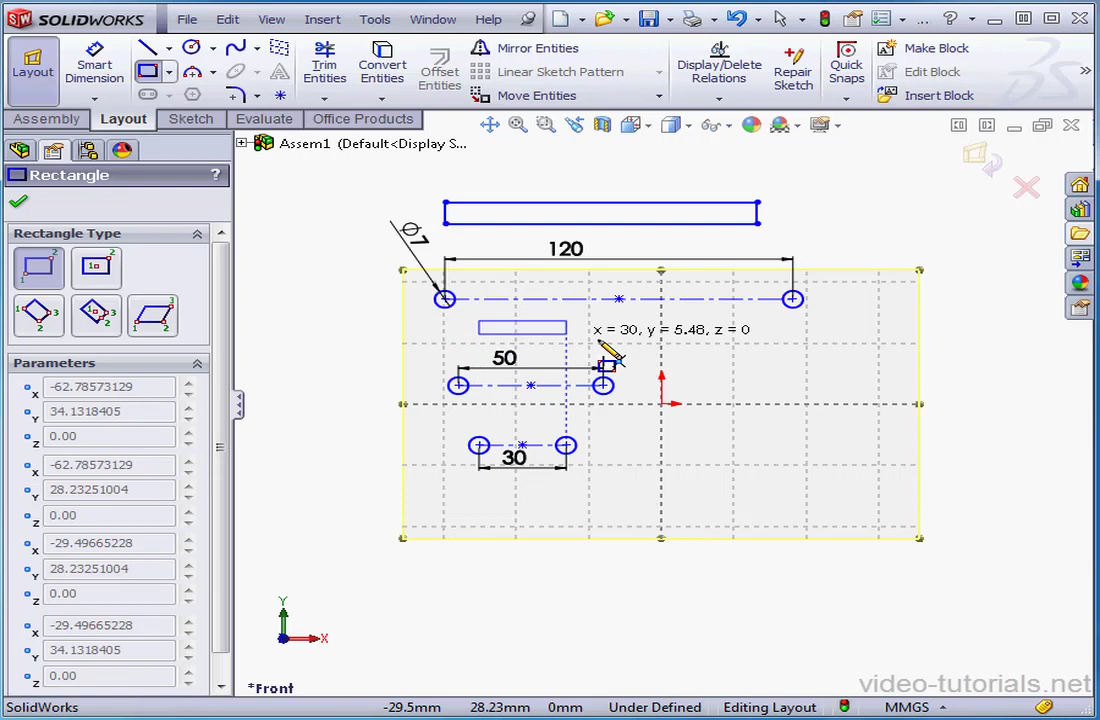 SOLIDWORKS File Edit View Insert Tools Window Help ... ?
Layout Smart Dimension Trim Entities Convert Entities Offset Entities Mirror Entities Linear Sketch Pattern Move Entities Display/Delete Relations Repair Sketch Quick Snaps Make Block Edit Block Insert Block
Assembly Layout Sketch Evaluate Office Products
Assem1 (Default<Display S...
Rectangle ?
Rectangle Type
Parameters
x -62.78573129
Y 34.1318405
Z 0.00
x -62.78573129
Y 28.23251004
Z 0.00
x -29.49665228
Y 28.23251004
Z 0.00
x -29.49665228
Y 34.1318405
Z 0.00
Ø7
120
x = 30, y = 5.48, z = 0
50
30
Y
X
*Front
video-tutorials.net
SolidWorks -29.5mm 28.23mm 0mm Under Defined Editing Layout MMGS